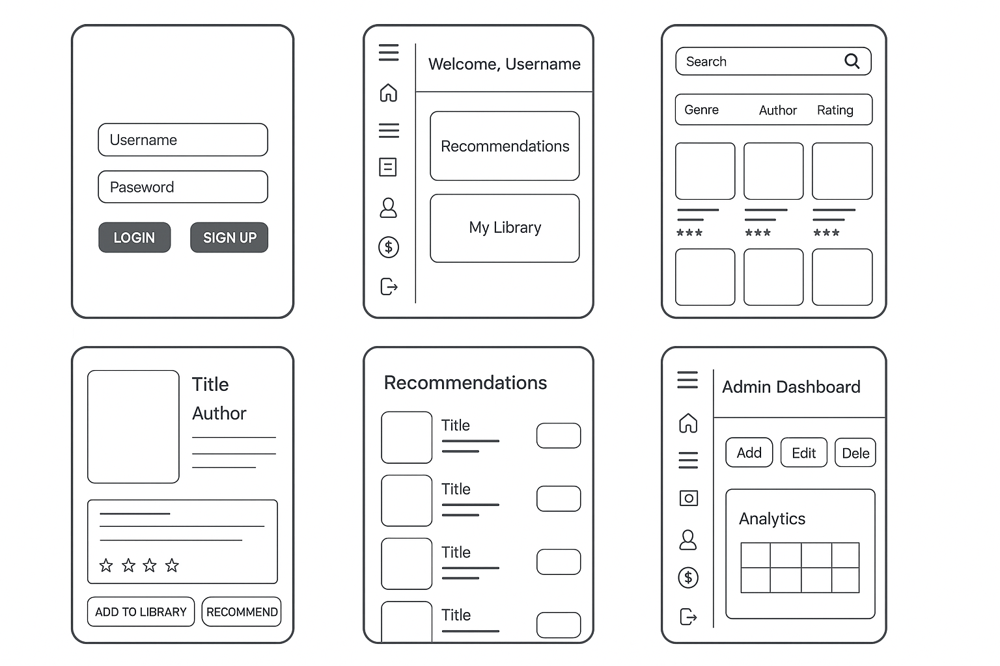 Username
Paseword
LOGIN
SIGN UP
Welcome, Username
Recommendations
My Library
$
Search
Genre Author Rating
Title
Author
ADD TO LIBRARY
RECOMMEND
Recommendations
Title
Title
Title
Title
Admin Dashboard
Add
Edit
Dele
Analytics
$